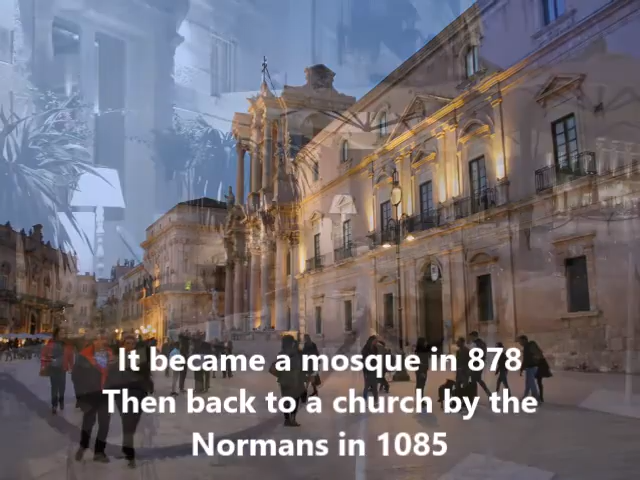 It became a mosque in 878
Then back to a church by the
Normans in 1085